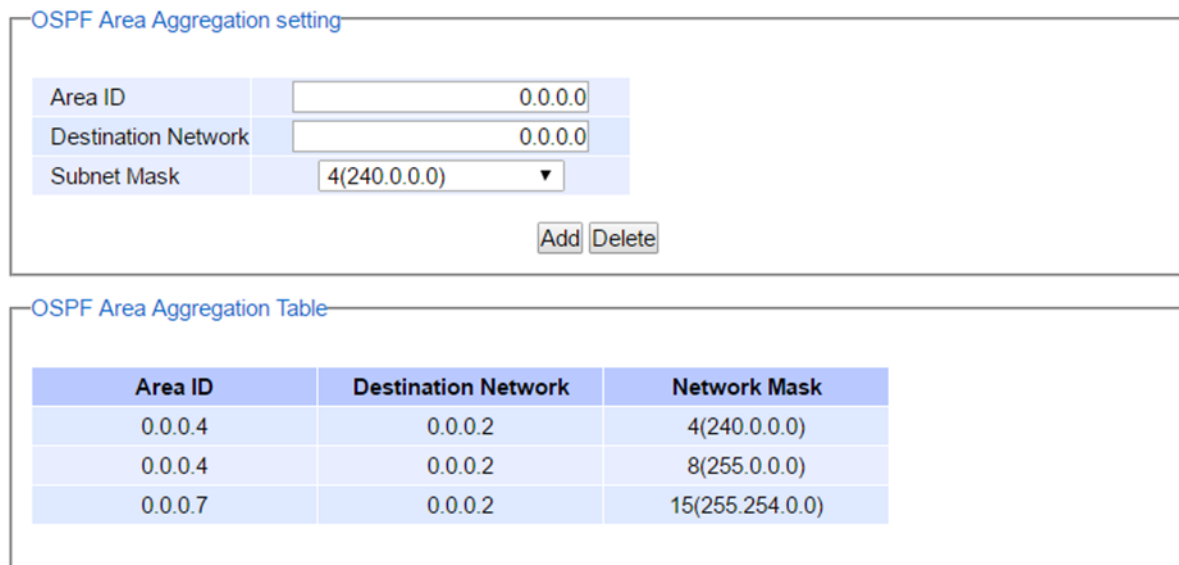 OSPF Area Aggregation setting
Area ID 0.0.0.0
Destination Network 0.0.0.0
Subnet Mask 4(240.0.0.0)
Add Delete
OSPF Area Aggregation Table
Area ID Destination Network Network Mask
0.0.0.4 0.0.0.2 4(240.0.0.0)
0.0.0.4 0.0.0.2 8(255.0.0.0)
0.0.0.7 0.0.0.2 15(255.254.0.0)